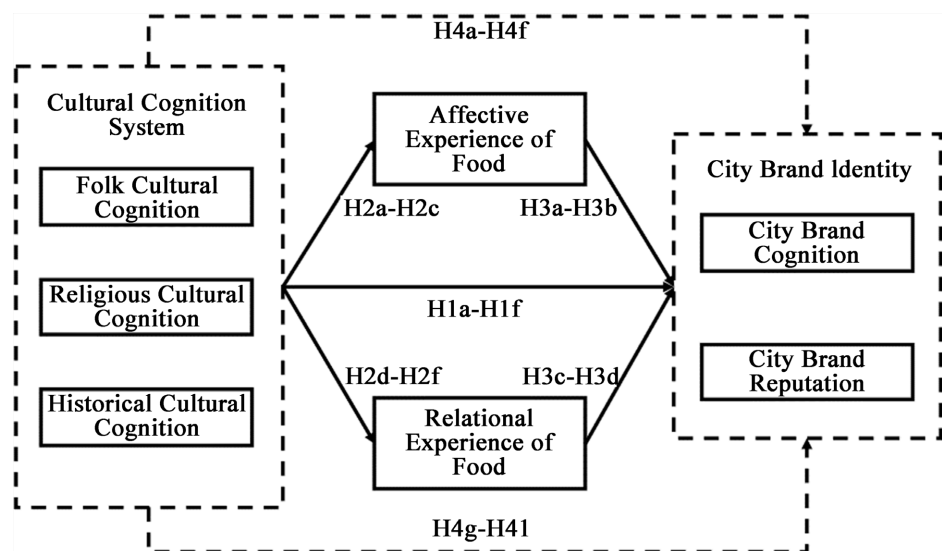 H4a-H4f
Cultural Cognition
System
Folk Cultural
Cognition
Religious Cultural
Cognition
Historical Cultural
Cognition
Affective
Experience of
Food
H2a-H2c
H3a-H3b
H1a-H1f
H2d-H2f
H3c-H3d
Relational
Experience of
Food
City Brand Identity
City Brand
Cognition
City Brand
Reputation
H4g-H41